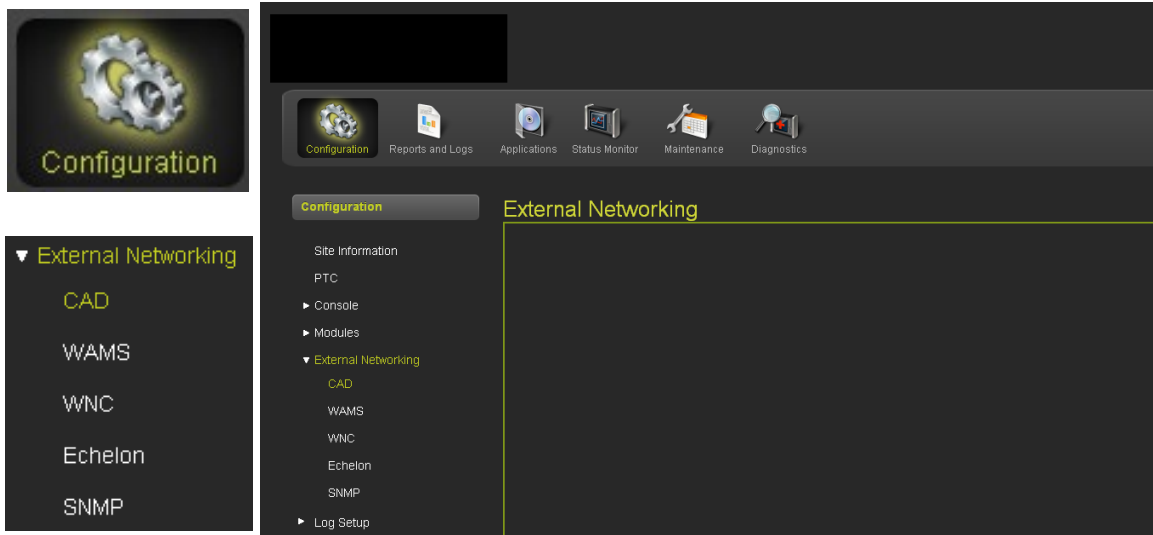 Configuration
External Networking
CAD
WAMS
WNC
Echelon
SNMP
Configuration Reports and Logs Applications Status Monitor Maintenance Diagnostics
Configuration
External Networking
Site Information
PTC
Console
Modules
External Networking
CAD
WAMS
WNC
Echelon
SNMP
Log Setup